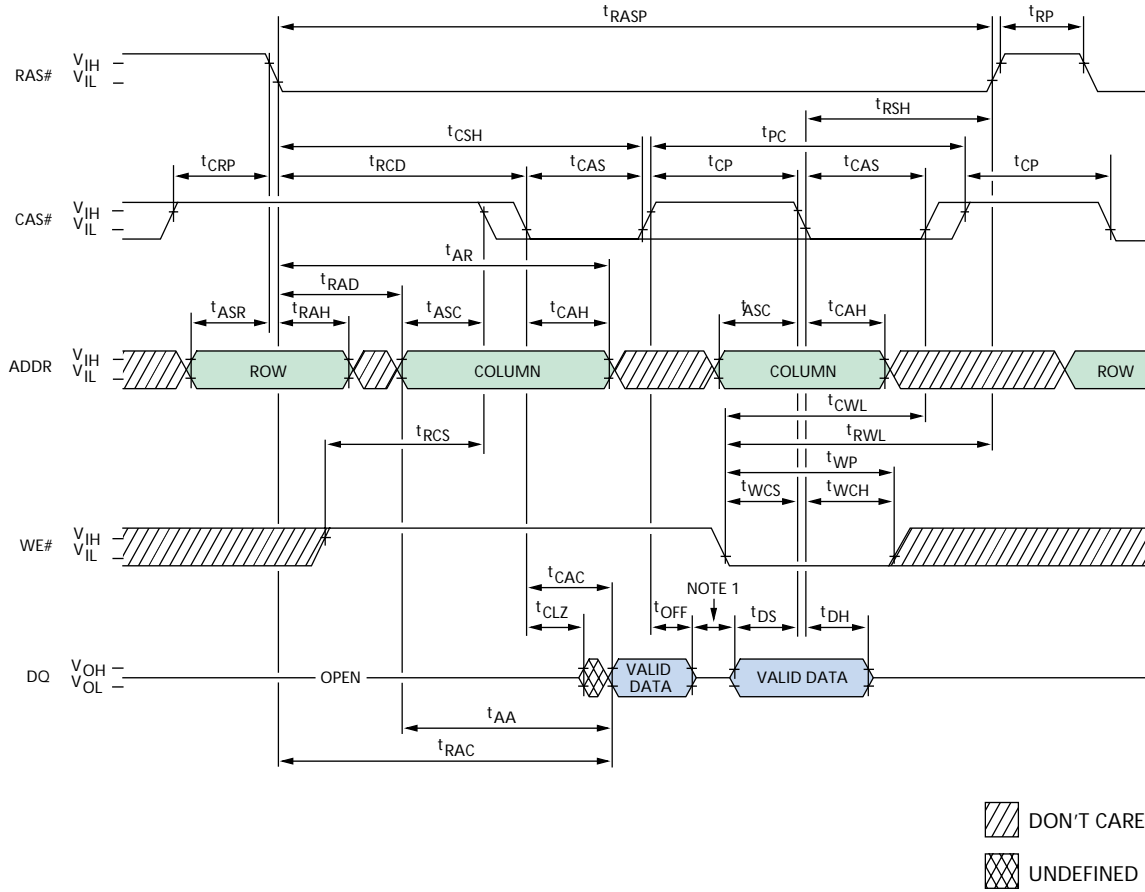 tRASP
tRP
RAS#
VIH
VIL
tRSH
tCSH
tPC
tCRP
tRCD
tCAS
tCP
tCAS
tCP
CAS#
VIH
VIL
tAR
tRAD
tASR
tRAH
tASC
tCAH
tASC
tCAH
ADDR
VIH
VIL
ROW
COLUMN
COLUMN
ROW
tCWL
tRCS
tRWL
tWP
tWCS
tWCH
WE#
VIH
VIL
tCAC
NOTE 1
tCLZ
tOFF
tDS
tDH
DQ
VOH
VOL
OPEN
VALID
DATA
VALID DATA
tAA
tRAC
DON'T CARE
UNDEFINED